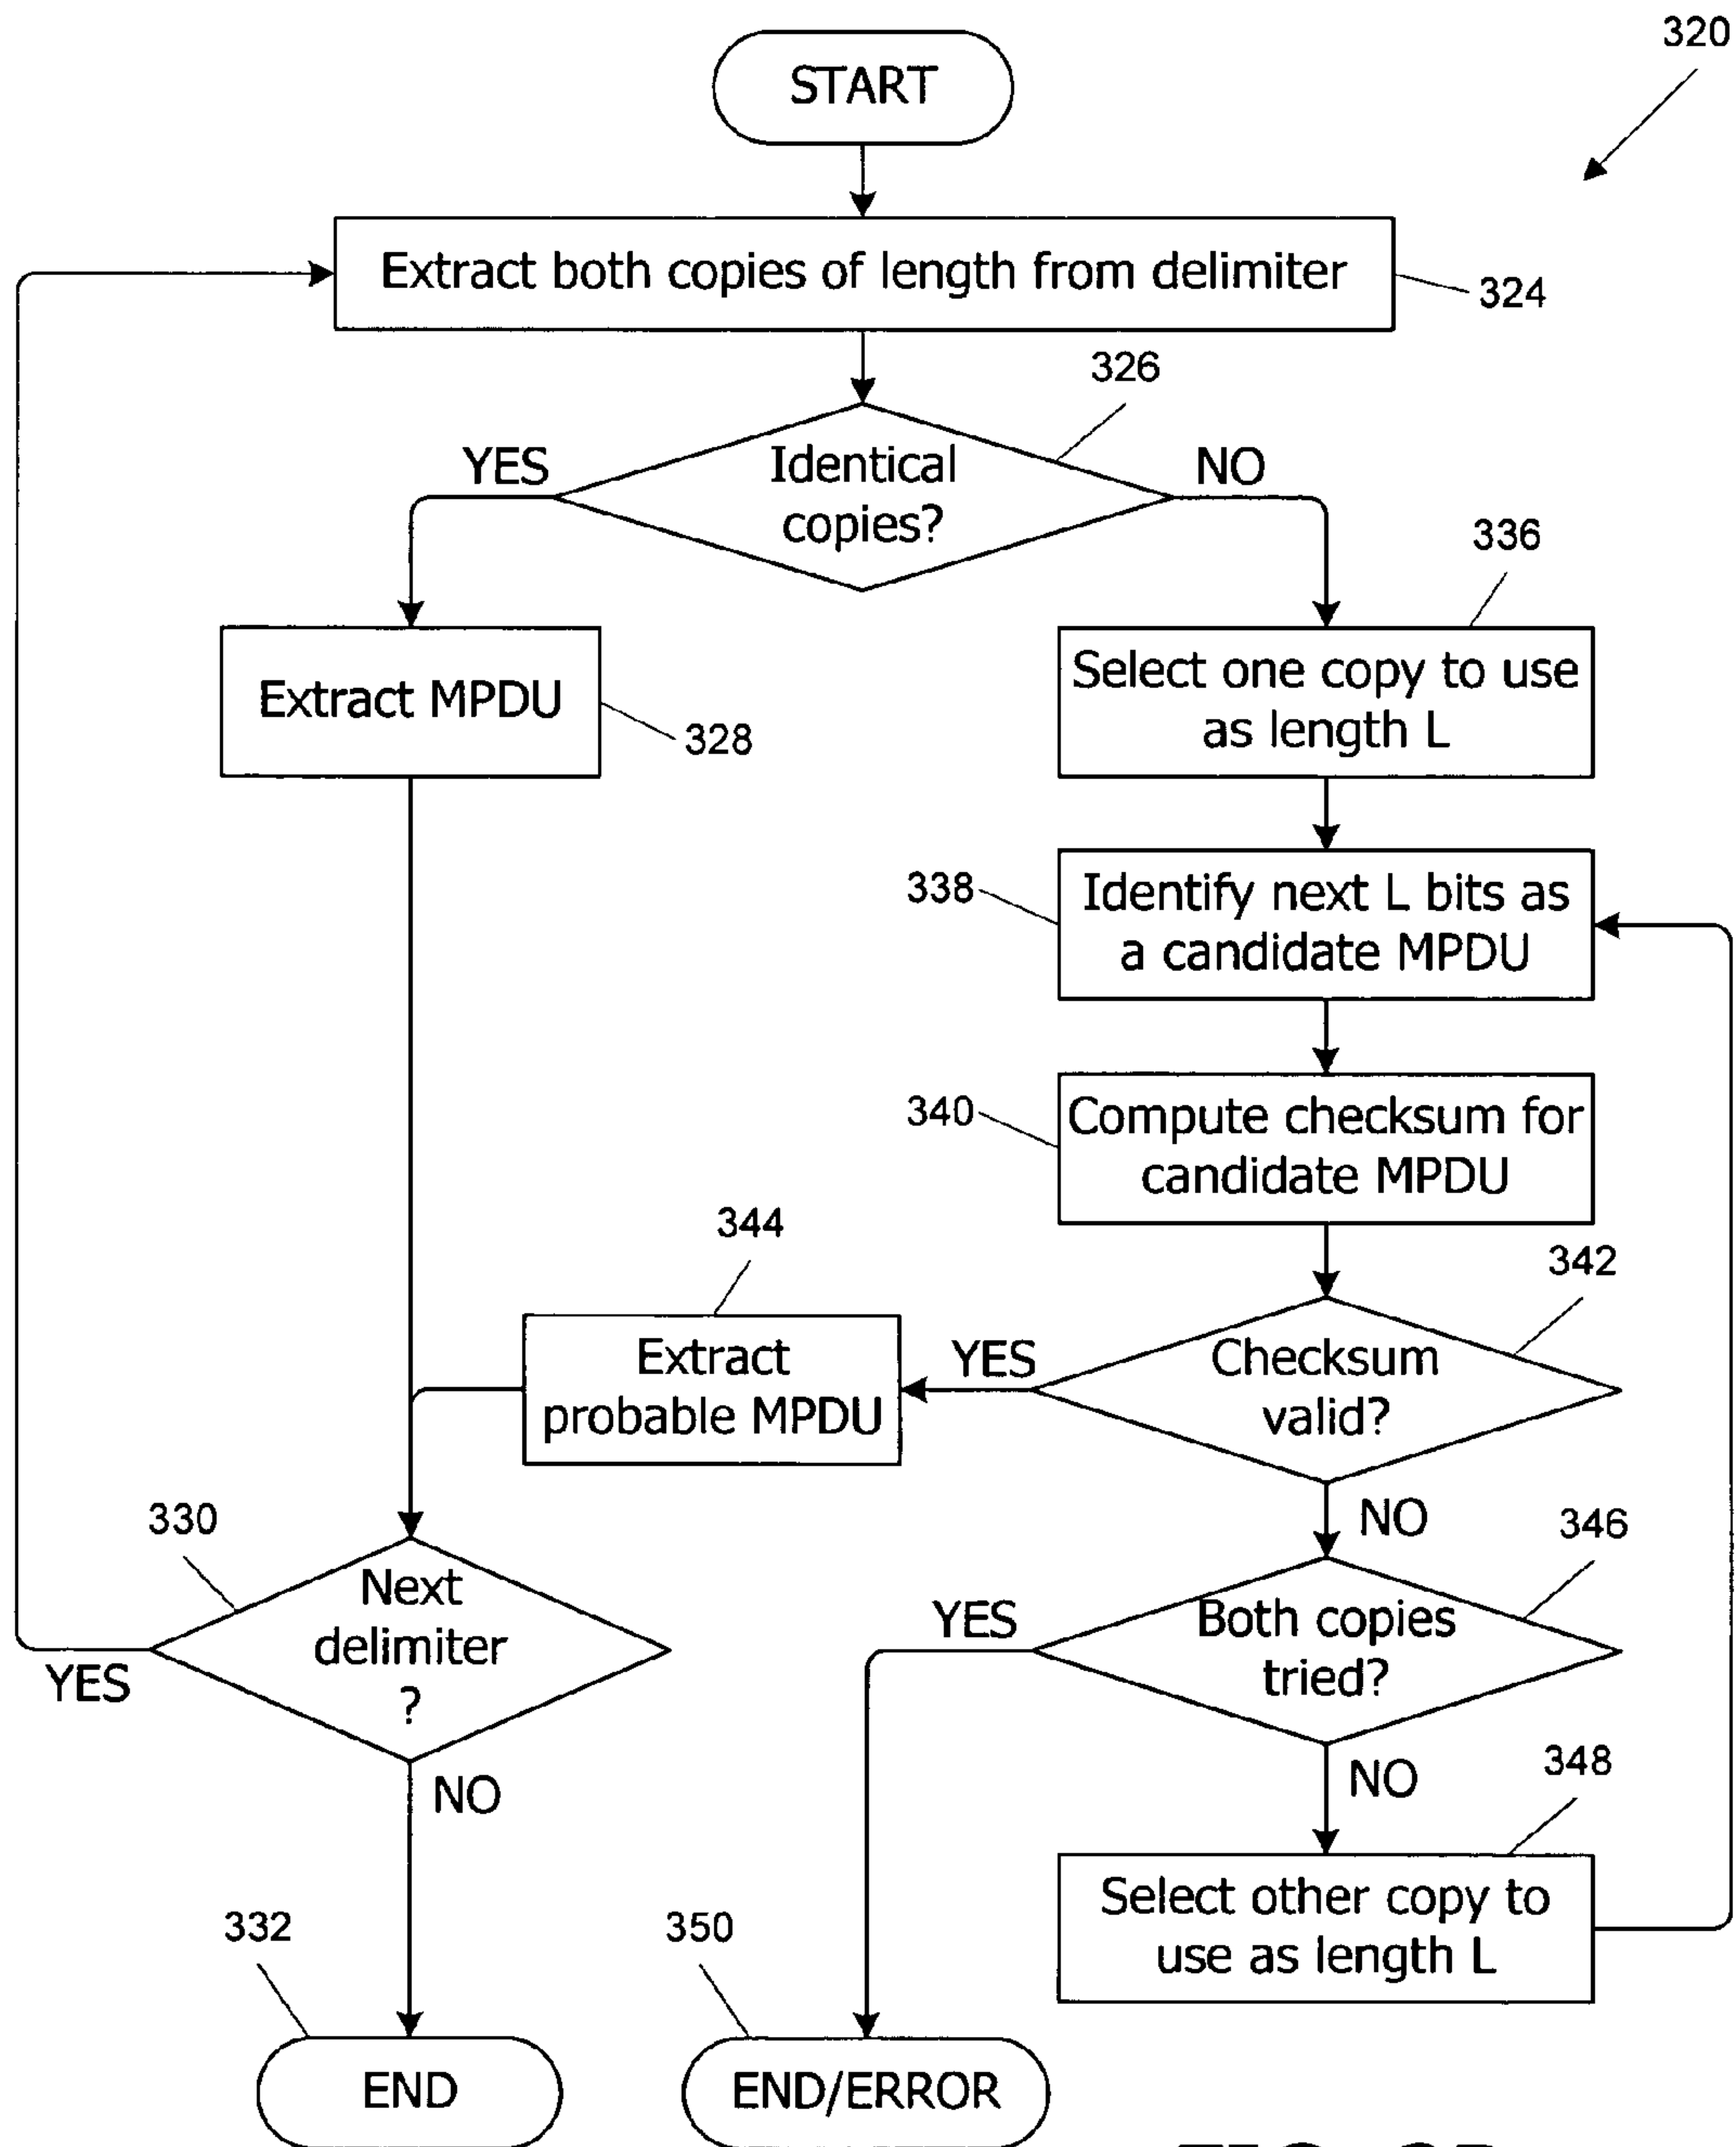 320
START
Extract both copies of length from delimiter
324
326
YES
Identical
copies?
NO
336
Extract MPDU
328
Select one copy to use
as length L
338
Identify next L bits as
a candidate MPDU
340
Compute checksum for
candidate MPDU
344
342
Extract
probable MPDU
YES
Checksum
valid?
NO
330
346
Next
delimiter
?
YES
YES
Both copies
tried?
NO
NO
348
Select other copy to
use as length L
332
350
END
END/ERROR